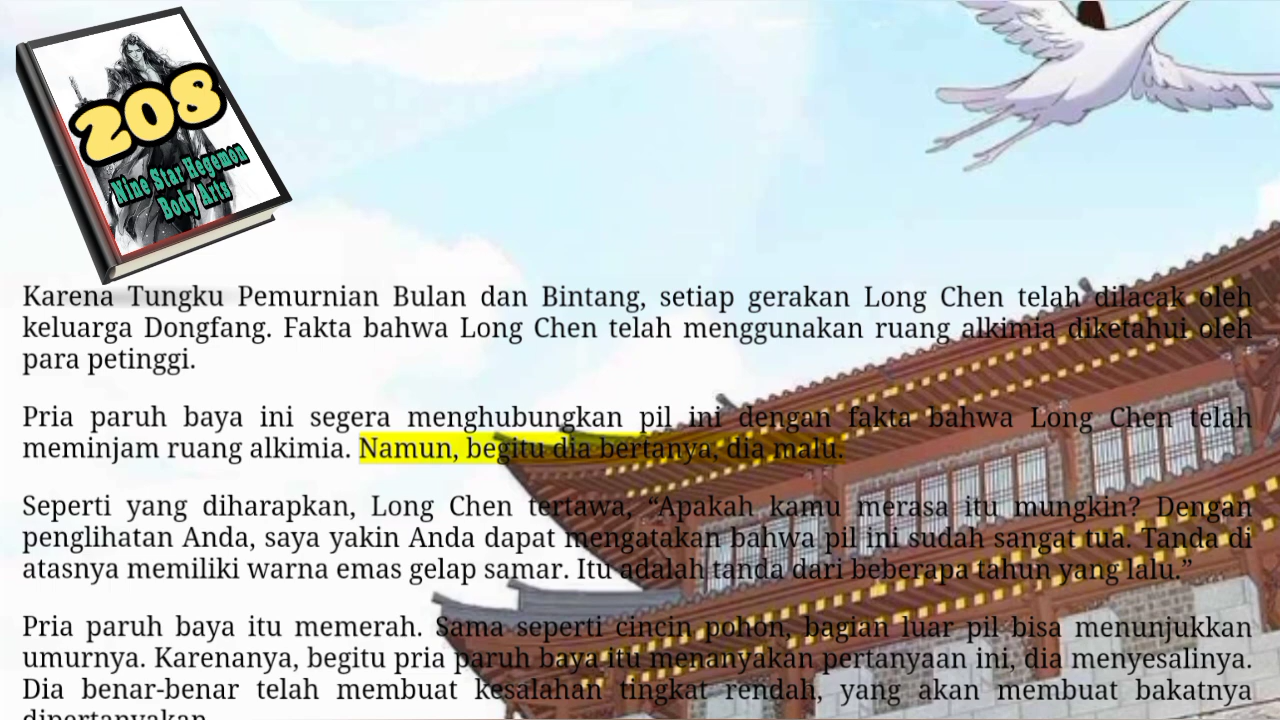 208
Nine Star Hegemon
Body Arts
Karena Tungku Pemurnian Bulan dan Bintang, setiap gerakan Long Chen telah dilacak oleh
keluarga Dongfang. Fakta bahwa Long Chen telah menggunakan ruang alkimia diketahui oleh
para petinggi.
Pria paruh baya ini segera menghubungkan pil ini dengan fakta bahwa Long Chen telah
meminjam ruang alkimia. Namun, begitu dia bertanya, dia malu.
Seperti yang diharapkan, Long Chen tertawa, “Apakah kamu merasa itu mungkin? Dengan
penglihatan Anda, saya yakin Anda dapat mengatakan bahwa pil ini sudah sangat tua. Tanda di
atasnya memiliki warna emas gelap samar. Itu adalah tanda dari beberapa tahun yang lalu.”
Pria paruh baya itu memerah. Sama seperti cincin pohon, bagian luar pil bisa menunjukkan
umurnya. Karenanya, begitu pria paruh baya itu menanyakan pertanyaan ini, dia menyesalinya.
Dia benar-benar telah membuat kesalahan tingkat rendah, yang akan membuat bakatnya
dipertanyakan.